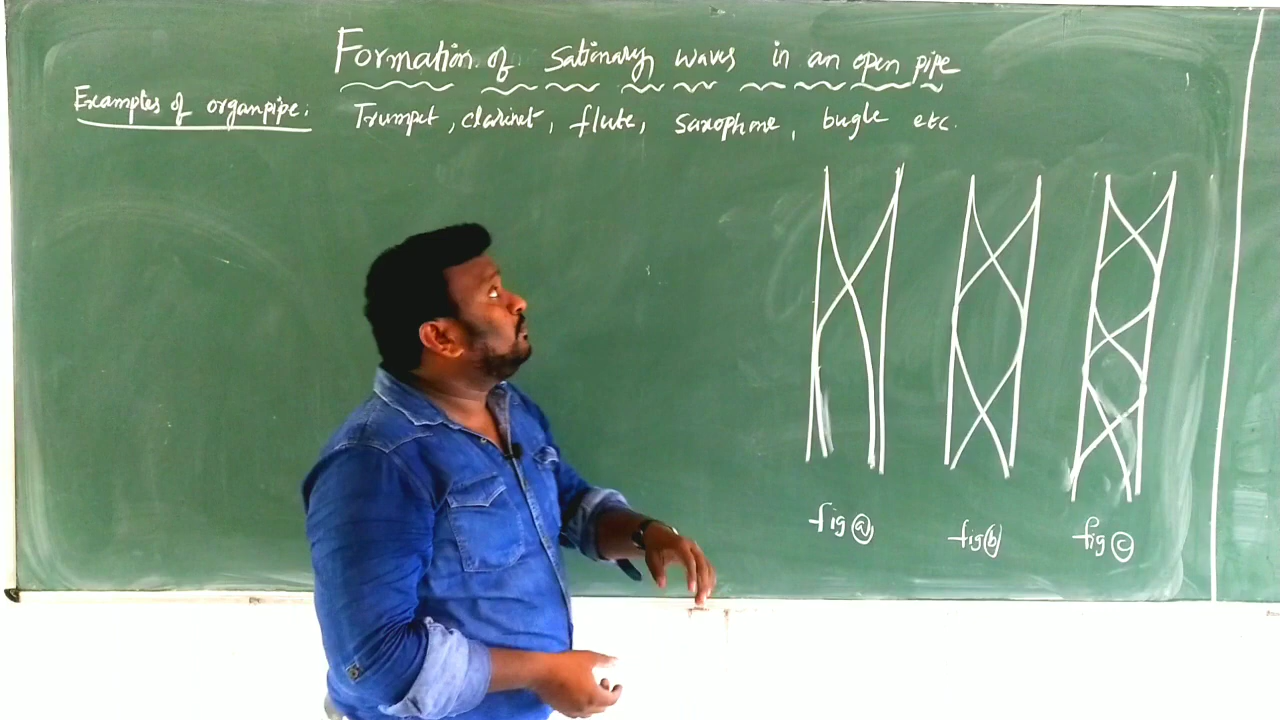 Formation of Sationary waves in an open pipe
Examples of organpipe: Trumpet, clarinet, flute, saxophone, bugle etc.
fig (a) fig (b) fig (c)